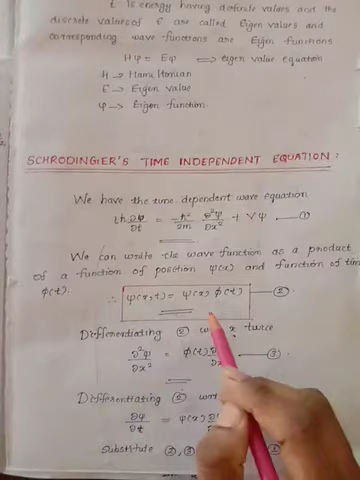 E is energy having definite values and the
discrete values of E are called Eigen values and
corresponding wave functions are Eigen functions
Hψ = Eψ ⟹ eigen value equation
H → Hamiltonian
E → Eigen value
ψ → Eigen function.
SCHRODINGER'S TIME INDEPENDENT EQUATION:
We have the time dependent wave equation
iħ ∂ψ/∂t = -ħ²/2m ∂²ψ/∂x² + Vψ —①
We can write the wave function as a product
of a function of position ψ(x) and function of time
ϕ(t).
∴ ψ(x,t) = ψ(x) ϕ(t) —②
Differentiating ② x twice
∂²ψ/∂x² = ϕ(t) —③
Differentiating ②
∂ψ/∂t = ψ(x)
Substitute ②, ③